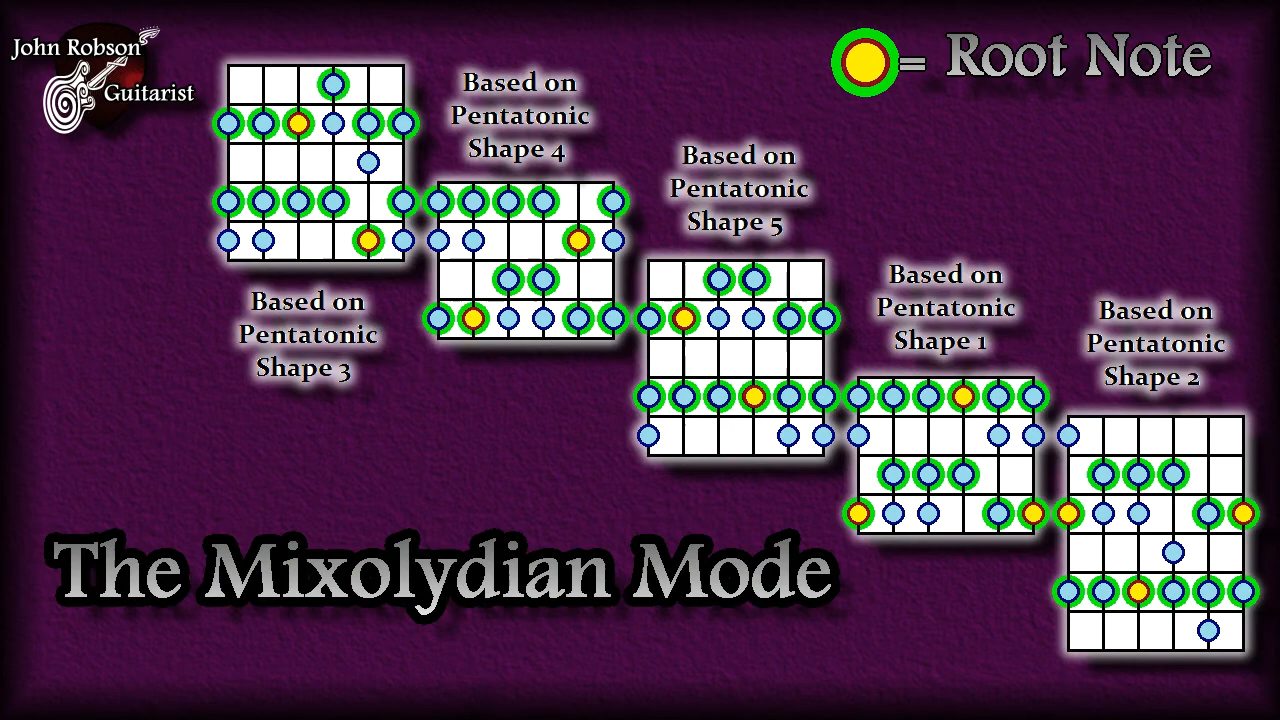 John Robson
Guitarist
= Root Note
Based on
Pentatonic
Shape 4
Based on
Pentatonic
Shape 5
Based on
Pentatonic
Shape 3
Based on
Pentatonic
Shape 1
Based on
Pentatonic
Shape 2
The Mixolydian Mode